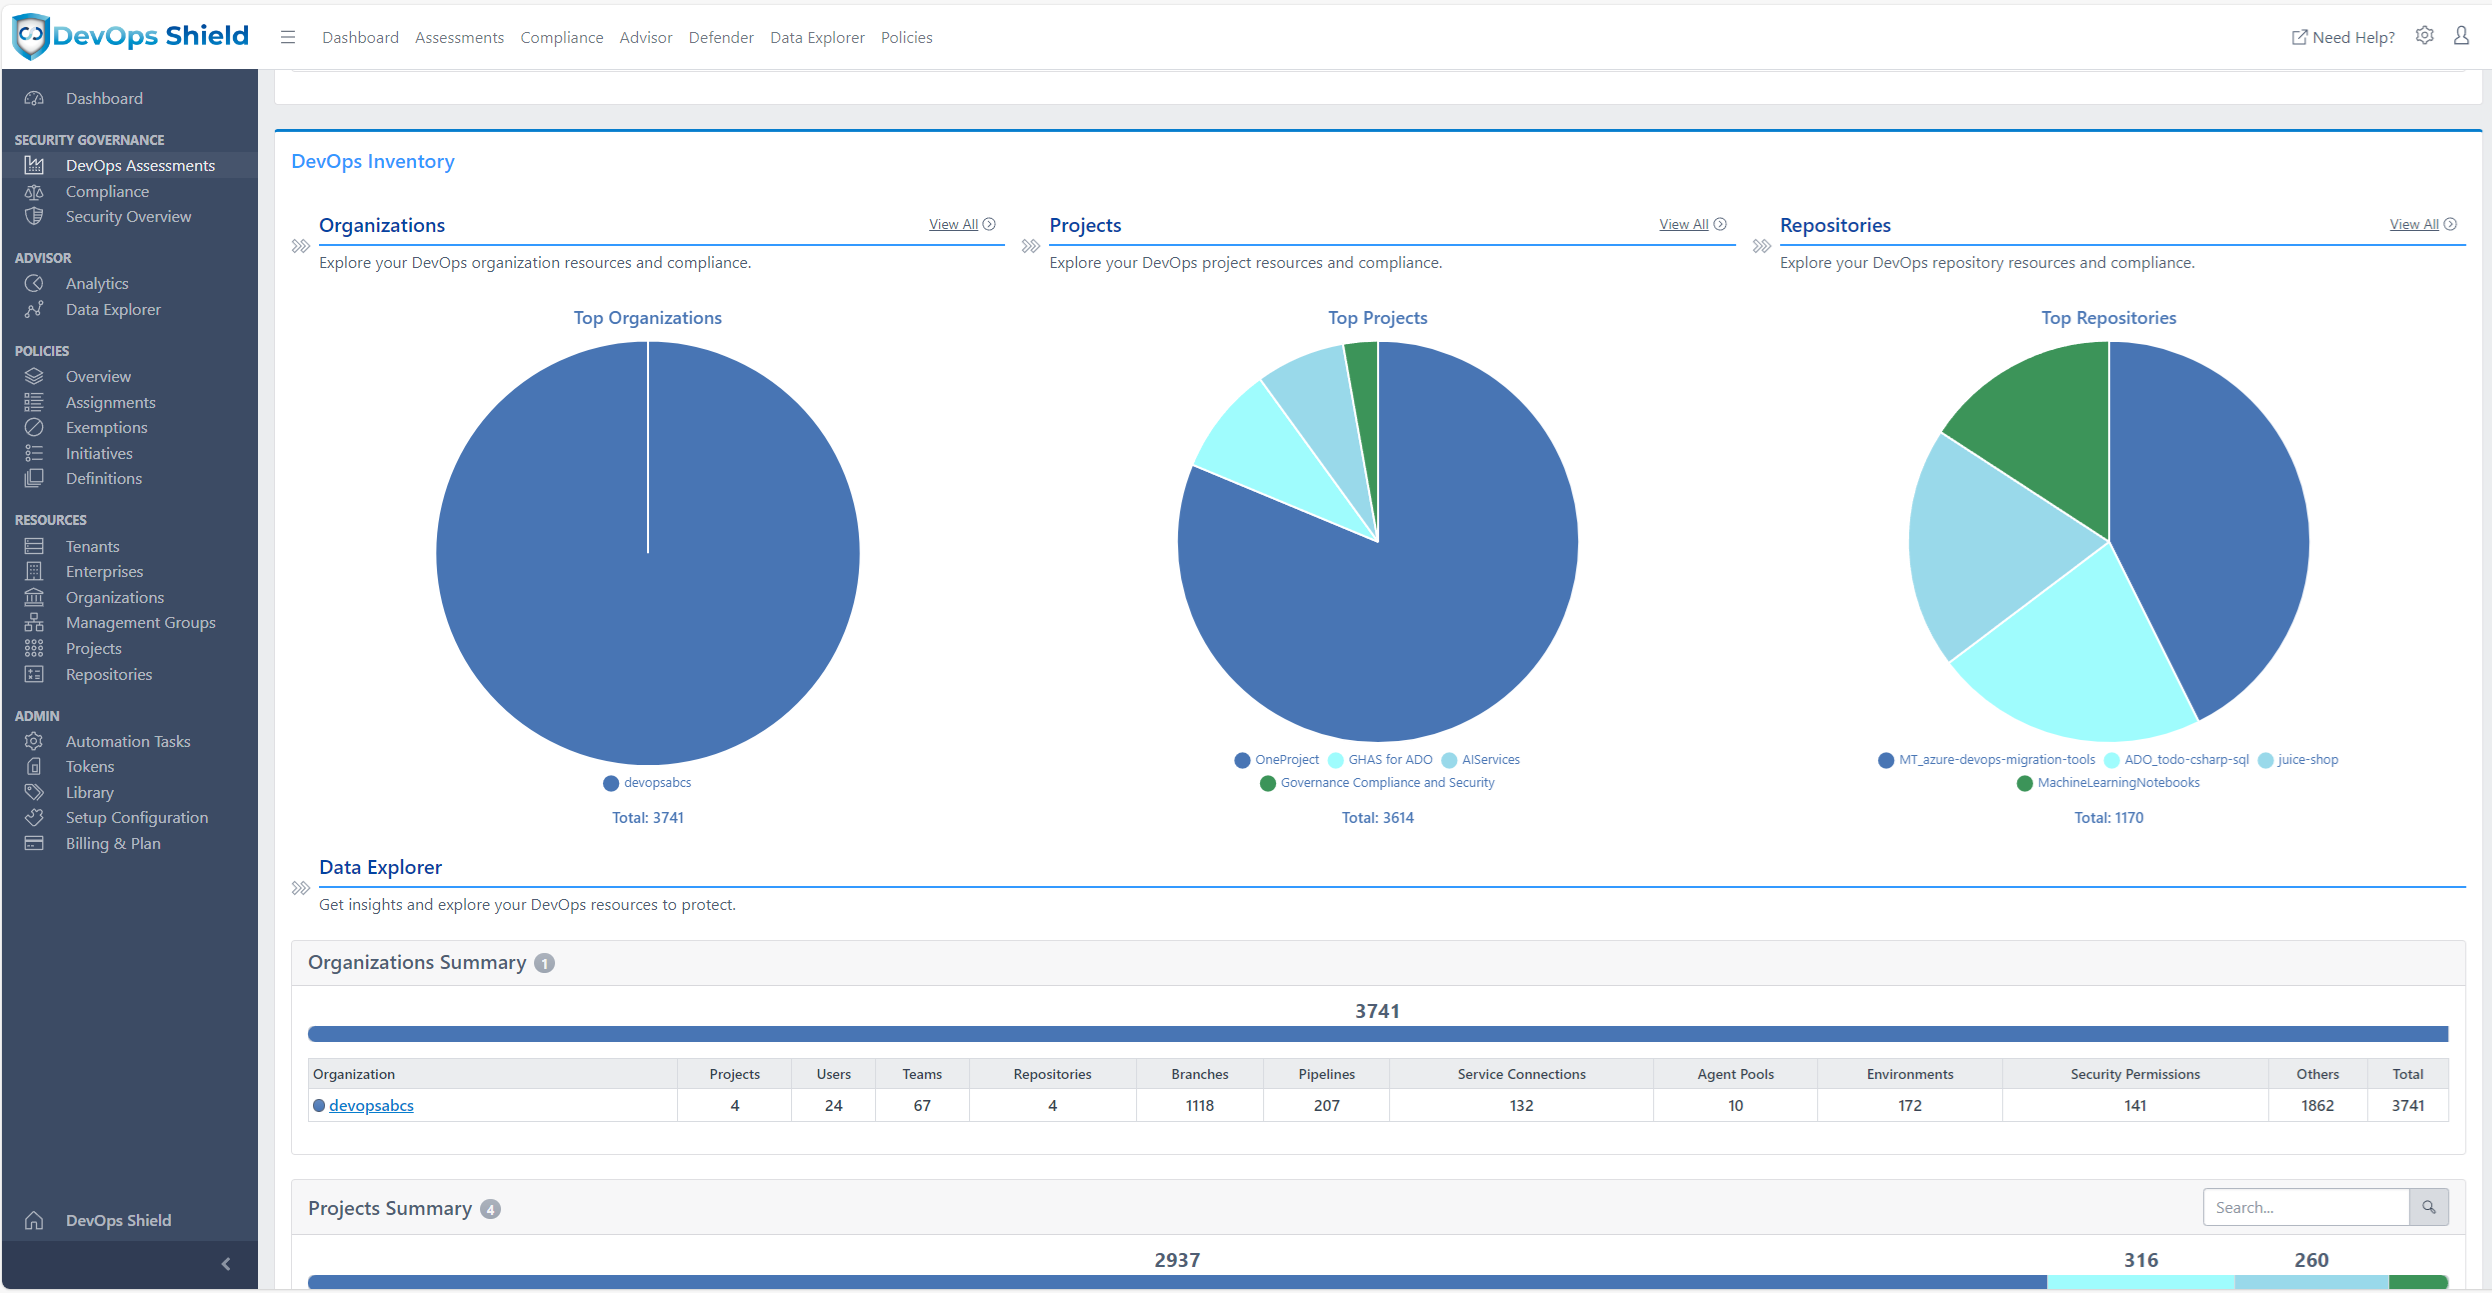 DevOps Shield
Dashboard Assessments Compliance Advisor Defender Data Explorer Policies
Need Help?
Dashboard
SECURITY GOVERNANCE
DevOps Assessments
Compliance
Security Overview
ADVISOR
Analytics
Data Explorer
POLICIES
Overview
Assignments
Exemptions
Initiatives
Definitions
RESOURCES
Tenants
Enterprises
Organizations
Management Groups
Projects
Repositories
ADMIN
Automation Tasks
Tokens
Library
Setup Configuration
Billing & Plan
DevOps Shield
DevOps Inventory
Organizations View All
Explore your DevOps organization resources and compliance.
Top Organizations
devopsabcs
Total: 3741
Projects View All
Explore your DevOps project resources and compliance.
Top Projects
OneProject GHAS for ADO AIServices
Governance Compliance and Security
Total: 3614
Repositories View All
Explore your DevOps repository resources and compliance.
Top Repositories
MT_azure-devops-migration-tools ADO_todo-csharp-sql juice-shop
MachineLearningNotebooks
Total: 1170
Data Explorer
Get insights and explore your DevOps resources to protect.
Organizations Summary 1
3741
Organization Projects Users Teams Repositories Branches Pipelines Service Connections Agent Pools Environments Security Permissions Others Total
devopsabcs 4 24 67 4 1118 207 132 10 172 141 1862 3741
Projects Summary 4
Search...
2937 316 260